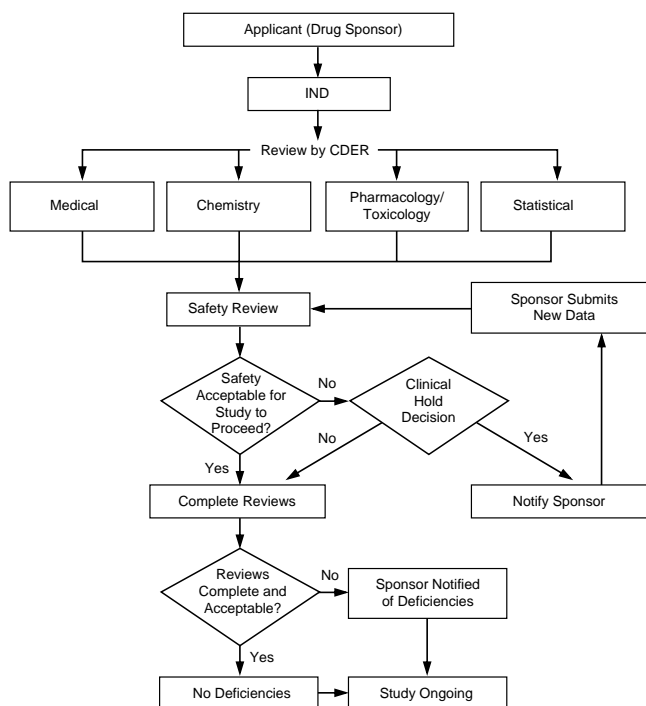 Applicant (Drug Sponsor)
IND
Review by CDER
Medical
Chemistry
Pharmacology/
Toxicology
Statistical
Safety Review
Sponsor Submits
New Data
Safety
Acceptable for
Study to
Proceed?
No
Clinical
Hold
Decision
No
Yes
Yes
Complete Reviews
Notify Sponsor
Reviews
Complete and
Acceptable?
No
Sponsor Notified
of Deficiencies
Yes
No Deficiencies
Study Ongoing